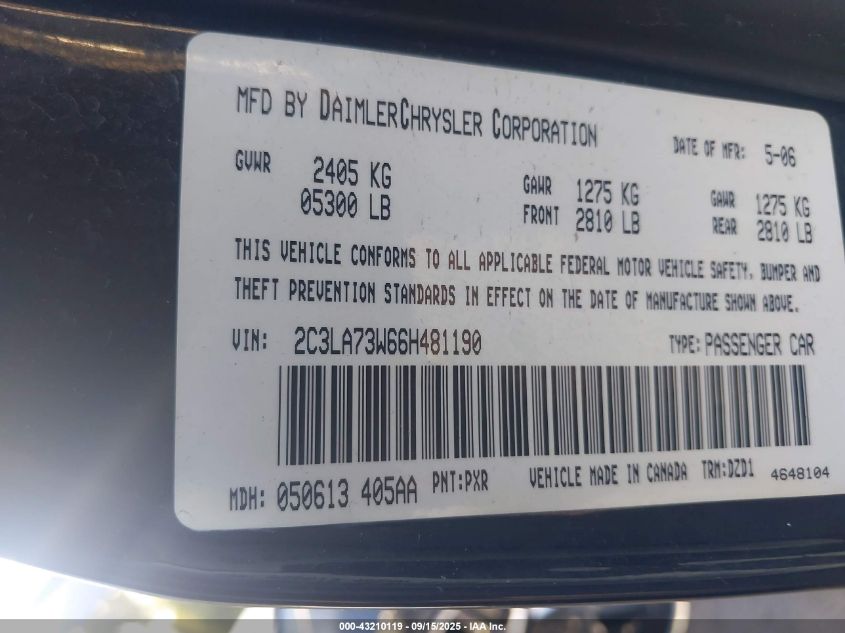 MFD BY DAIMLERCHRYSLER CORPORATION DATE OF MFR: 5-06
GVWR 2405 KG GAWR 1275 KG GAWR 1275 KG
05300 LB FRONT 2810 LB REAR 2810 LB
THIS VEHICLE CONFORMS TO ALL APPLICABLE FEDERAL MOTOR VEHICLE SAFETY, BUMPER AND
THEFT PREVENTION STANDARDS IN EFFECT ON THE DATE OF MANUFACTURE SHOWN ABOVE.
VIN: 2C3LA73W66H481190 TYPE: PASSENGER CAR
MDH: 050613 405AA PNT:PXR VEHICLE MADE IN CANADA TRM:DZD1 4648104
000-43210119 - 09/15/2025 - IAA Inc.